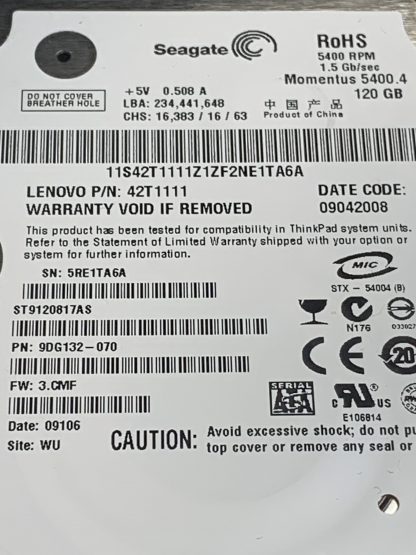 Seagate
RoHS
5400 RPM
1.5 Gb/sec
Momentus 5400.4
120 GB
DO NOT COVER
BREATHER HOLE
+5V 0.508 A
LBA: 234,441,648
CHS: 16,383 / 16 / 63
中 国 产 品
Product of China
11S42T1111Z1ZF2NE1TA6A
LENOVO P/N: 42T1111
DATE CODE:
WARRANTY VOID IF REMOVED
09042008
This product has been tested for compatibility in ThinkPad system units.
Refer to the Statement of Limited Warranty shipped with your option or
system for further information.
SN: 5RE1TA6A
MIC
STX - 54004 (B)
ST9120817AS
N176
D33027
PN: 9DG132-070
CE
20
FW: 3.CMF
SERIAL
ATA
c RU US
E106814
Date: 09106
Site: WU
CAUTION:
Avoid excessive shock; do not
top cover or remove any seal or